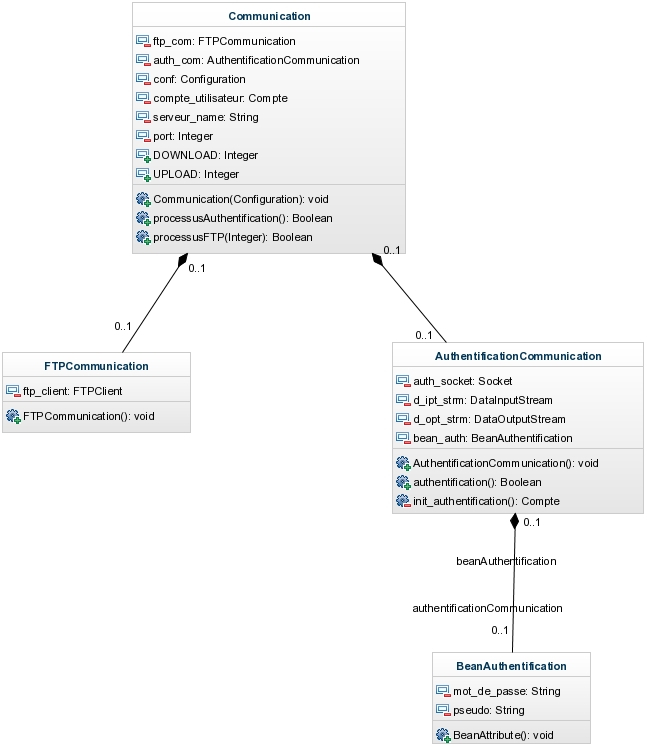 Communication
ftp_com: FTPCommunication
auth_com: AuthentificationCommunication
conf: Configuration
compte_utilisateur: Compte
serveur_name: String
port: Integer
DOWNLOAD: Integer
UPLOAD: Integer
Communication(Configuration): void
processusAuthentification(): Boolean
processusFTP(Integer): Boolean
0..1
0..1
0..1
0..1
FTPCommunication
ftp_client: FTPClient
FTPCommunication(): void
AuthentificationCommunication
auth_socket: Socket
d_ipt_strm: DataInputStream
d_opt_strm: DataOutputStream
bean_auth: BeanAuthentification
AuthentificationCommunication(): void
authentification(): Boolean
init_authentification(): Compte
0..1
beanAuthentification
authentificationCommunication
0..1
BeanAuthentification
mot_de_passe: String
pseudo: String
BeanAttribute(): void